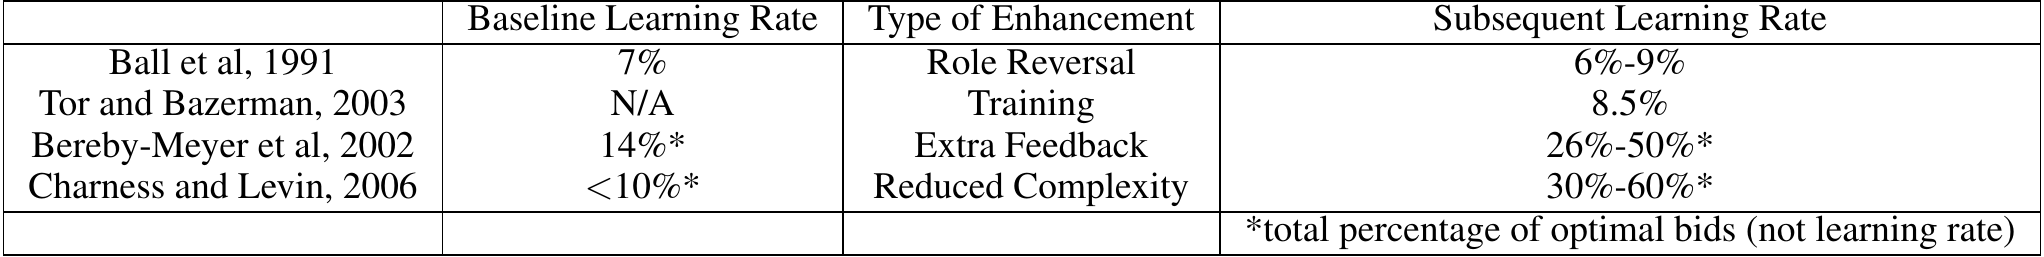 Baseline Learning Rate Type of Enhancement Subsequent Learning Rate
Ball et al, 1991 7% Role Reversal 6%-9%
Tor and Bazerman, 2003 N/A Training 8.5%
Bereby-Meyer et al, 2002 14%* Extra Feedback 26%-50%*
Charness and Levin, 2006 <10%* Reduced Complexity 30%-60%*
*total percentage of optimal bids (not learning rate)